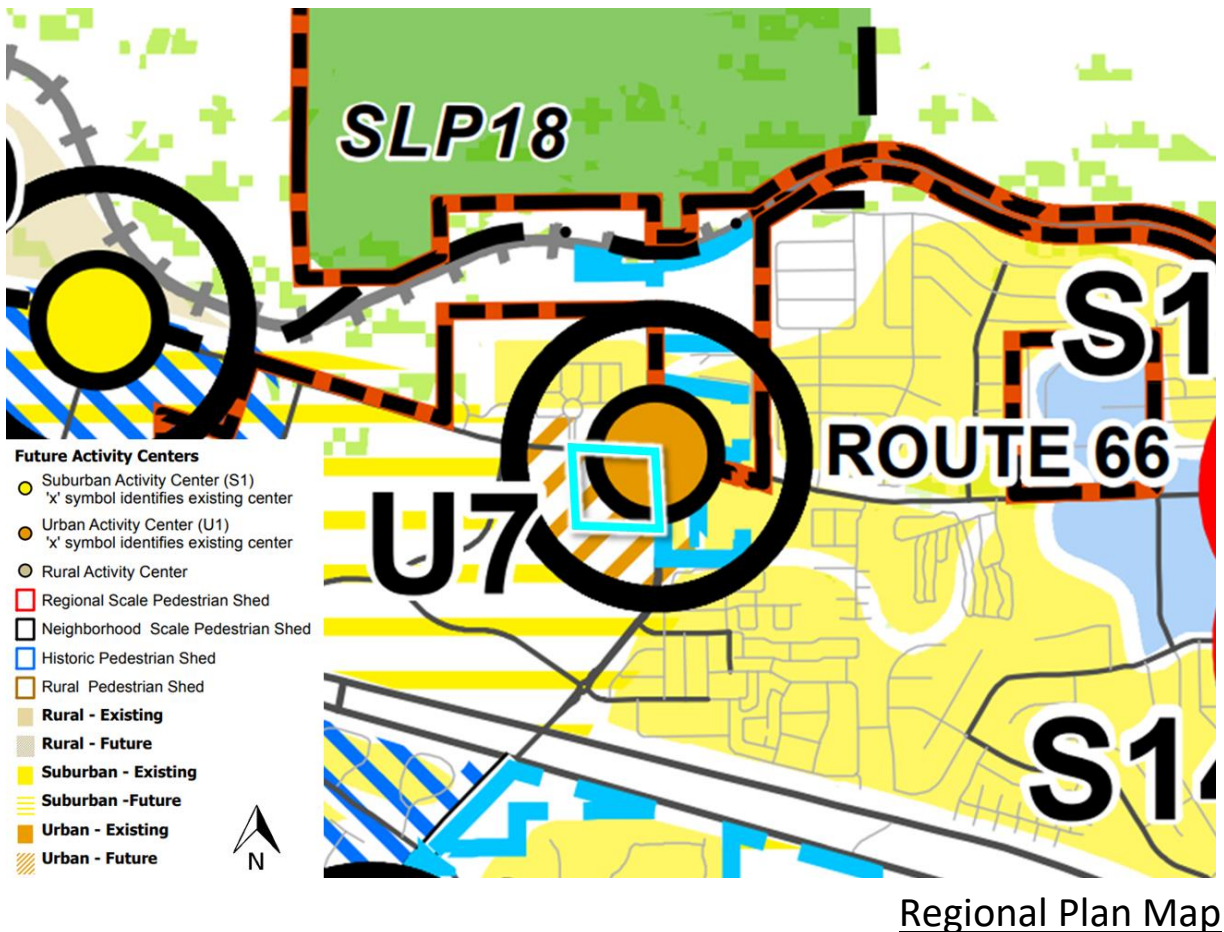 SLP18
S1
ROUTE 66
U7
Future Activity Centers
Suburban Activity Center (S1)
'x' symbol identifies existing center
Urban Activity Center (U1)
'x' symbol identifies existing center
Rural Activity Center
Regional Scale Pedestrian Shed
Neighborhood Scale Pedestrian Shed
Historic Pedestrian Shed
Rural Pedestrian Shed
Rural - Existing
Rural - Future
Suburban - Existing
Suburban -Future
Urban - Existing
Urban - Future
N
S14
Regional Plan Map